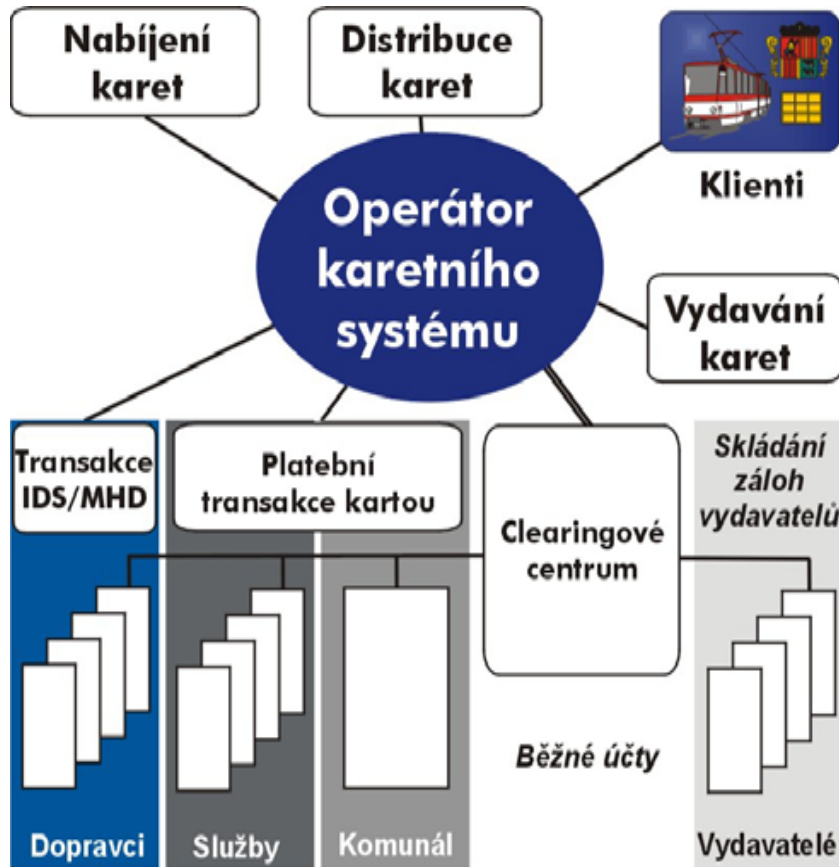 Nabíjení
karet
Distribuce
karet
Klienti
Operátor
karetního
systému
Vydavání
karet
Transakce
IDS/MHD
Platební
transakce kartou
Clearingové
centrum
Skládání
záloh
vydavatelů
Běžné účty
Dopravci
Služby
Komunál
Vydavatelé